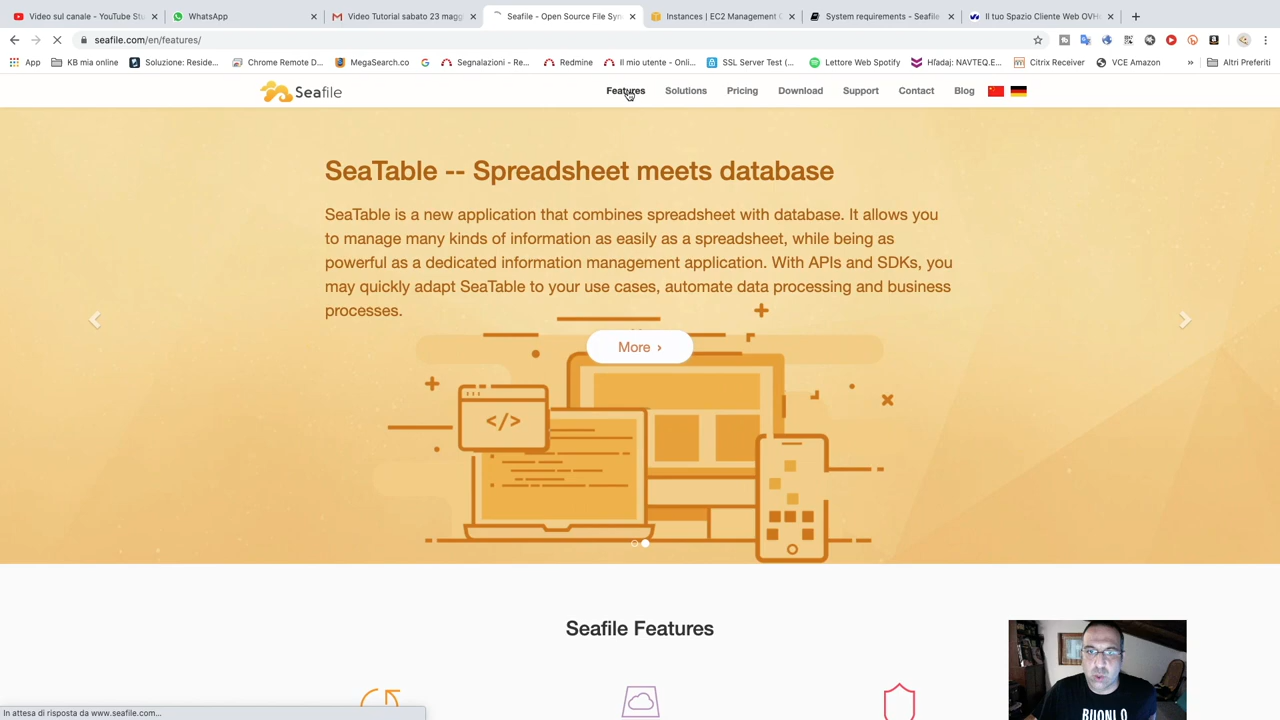 Video sul canale - YouTube Stu
WhatsApp
Video Tutorial sabato 23 magg
Seafile - Open Source File Syn
Instances | EC2 Management C
System requirements - Seafile
Il tuo Spazio Cliente Web OVH
seafile.com/en/features/
App
KB mia online
Soluzione: Reside...
Chrome Remote D...
MegaSearch.co
Segnalazioni - Re...
Redmine
Il mio utente - Onli...
SSL Server Test (...
Lettore Web Spotify
Hľadaj: NAVTEQ.E...
Citrix Receiver
VCE Amazon
»
Altri Preferiti
Seafile
Features
Solutions
Pricing
Download
Support
Contact
Blog
SeaTable -- Spreadsheet meets database
SeaTable is a new application that combines spreadsheet with database. It allows you
to manage many kinds of information as easily as a spreadsheet, while being as
powerful as a dedicated information management application. With APIs and SDKs, you
may quickly adapt SeaTable to your use cases, automate data processing and business
processes.
More ›
</>
Seafile Features
In attesa di risposta da www.seafile.com...
BUONI O